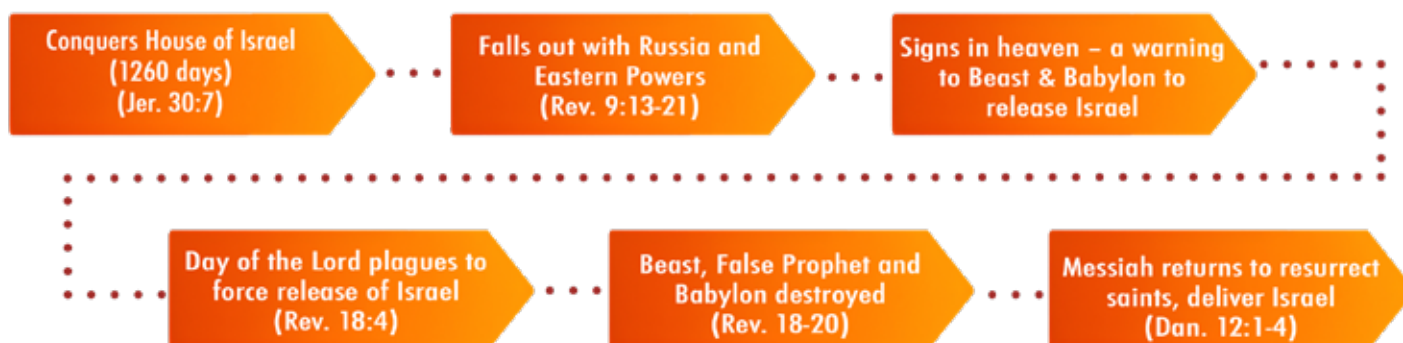 Conquers House of Israel
(1260 days)
(Jer. 30:7)
Falls out with Russia and
Eastern Powers
(Rev. 9:13-21)
Signs in heaven – a warning
to Beast & Babylon to
release Israel
Day of the Lord plagues to
force release of Israel
(Rev. 18:4)
Beast, False Prophet and
Babylon destroyed
(Rev. 18-20)
Messiah returns to resurrect
saints, deliver Israel
(Dan. 12:1-4)